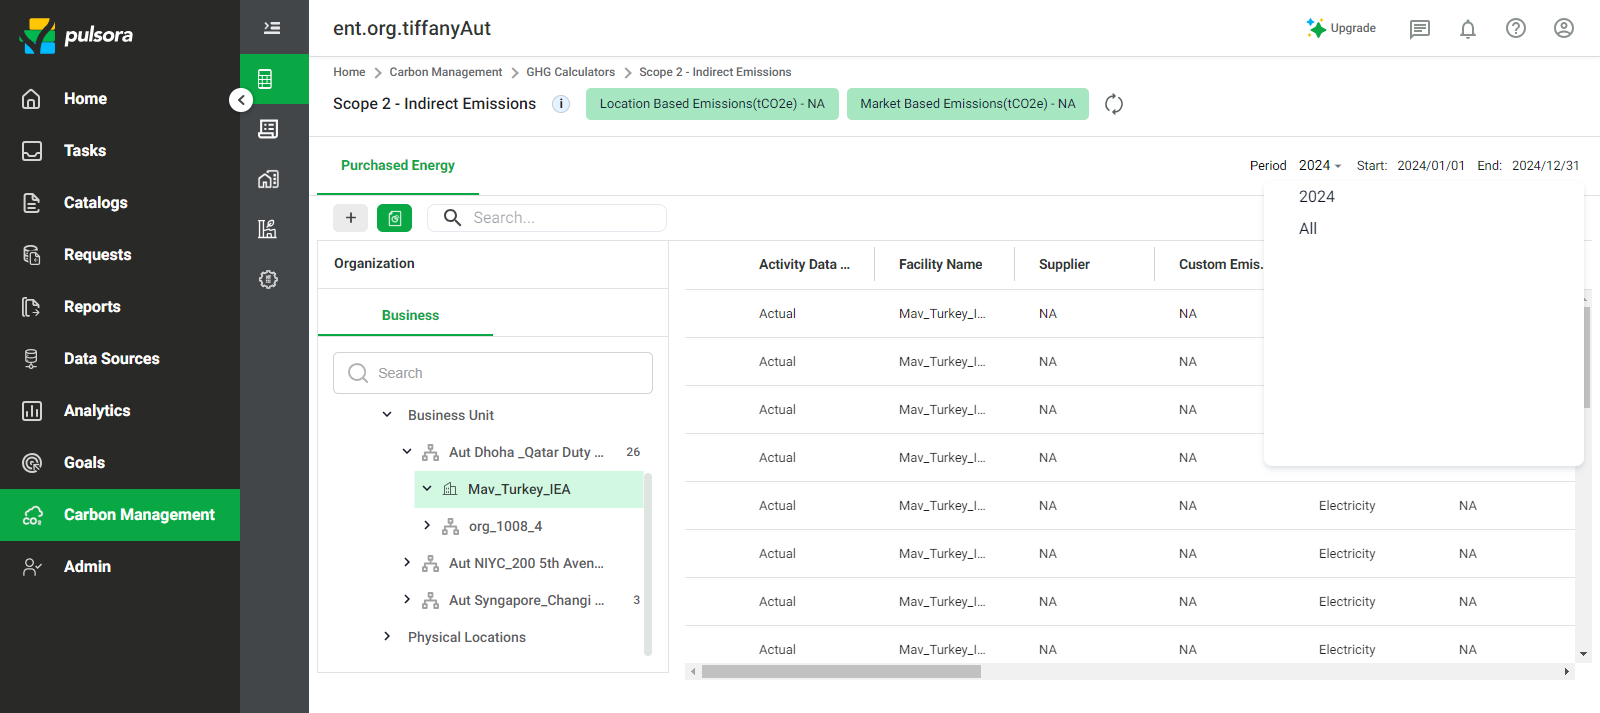 pulsora
ent.org.tiffanyAut
Upgrade
Home
Tasks
Catalogs
Requests
Reports
Data Sources
Analytics
Goals
Carbon Management
Admin
Home > Carbon Management > GHG Calculators > Scope 2 - Indirect Emissions
Scope 2 - Indirect Emissions
Location Based Emissions(tCO2e) - NA
Market Based Emissions(tCO2e) - NA
Purchased Energy
Period 2024 Start: 2024/01/01 End: 2024/12/31
2024
All
Search...
Organization
Business
Search
Business Unit
Aut Dhoha _Qatar Duty ... 26
Mav_Turkey_IEA
org_1008_4
Aut NIYC_200 5th Aven...
Aut Syngapore_Changi ... 3
Physical Locations
Activity Data ... Facility Name Supplier Custom Emis.
Actual Mav_Turkey_I... NA NA
Actual Mav_Turkey_I... NA NA
Actual Mav_Turkey_I... NA NA
Actual Mav_Turkey_I... NA NA
Actual Mav_Turkey_I... NA NA Electricity NA
Actual Mav_Turkey_I... NA NA Electricity NA
Actual Mav_Turkey_I... NA NA Electricity NA
Actual Mav_Turkey_I... NA NA Electricity NA